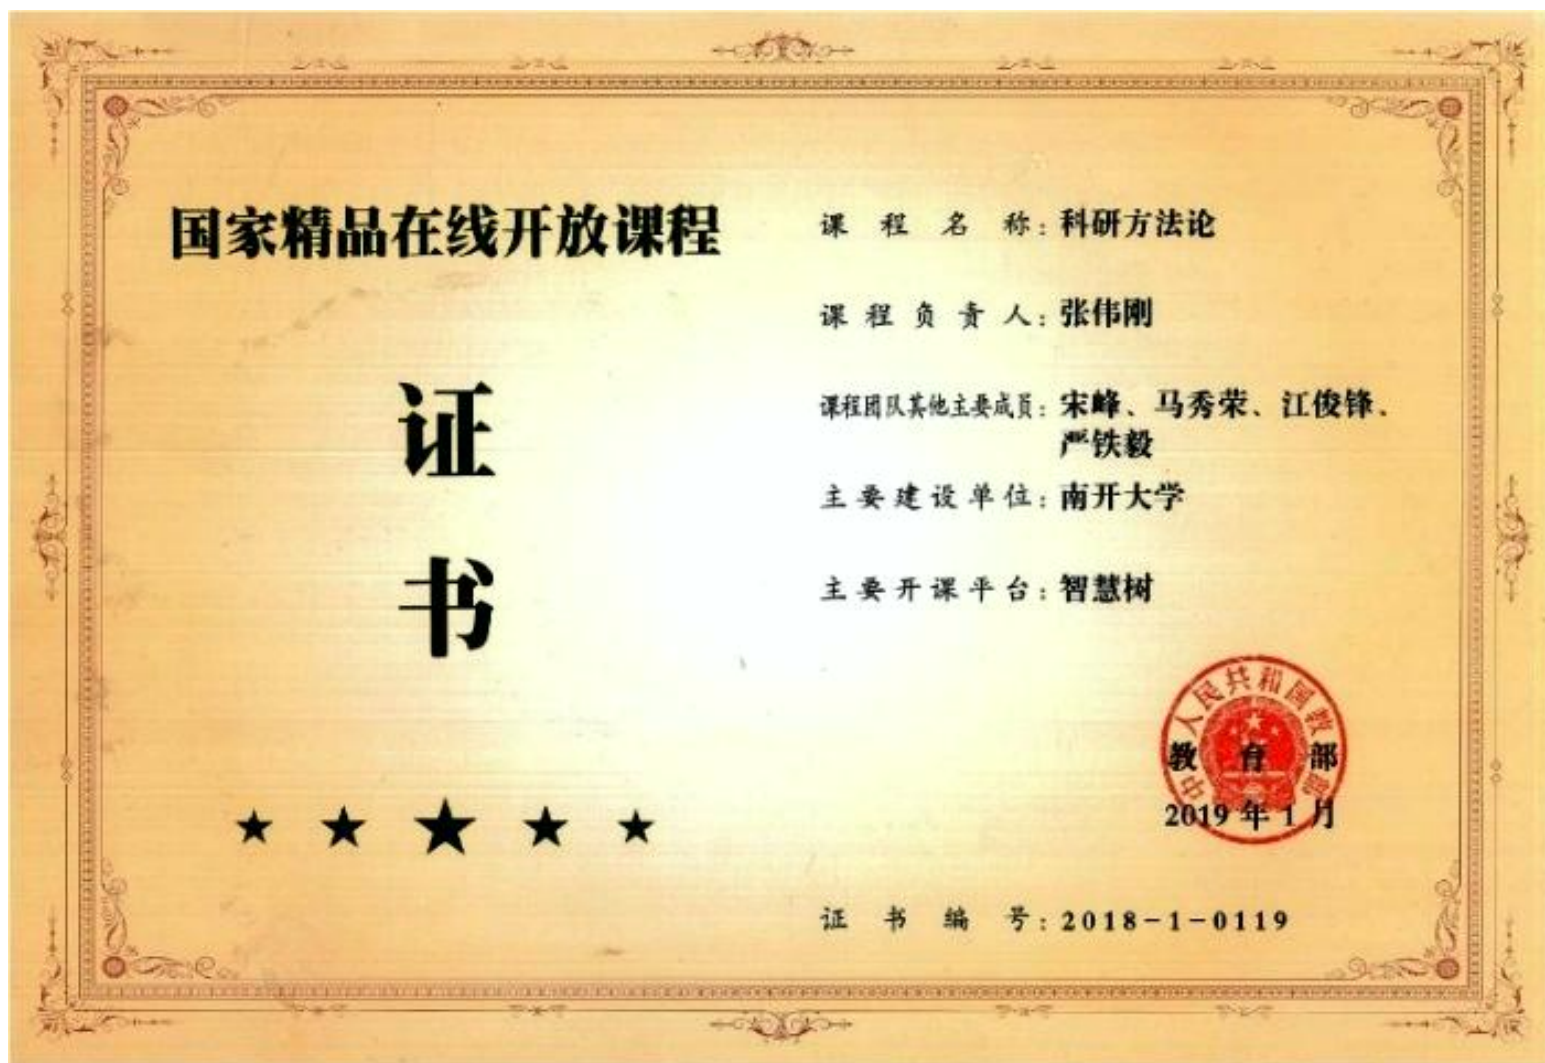 国家精品在线开放课程
证
书
课程名称：科研方法论
课程负责人：张伟刚
课程团队其他主要成员：宋峰、马秀荣、江俊锋、
严铁毅
主要建设单位：南开大学
主要开课平台：智慧树
中人民共和国教部
教育部
2019年1月
证书编号：2018-1-0119